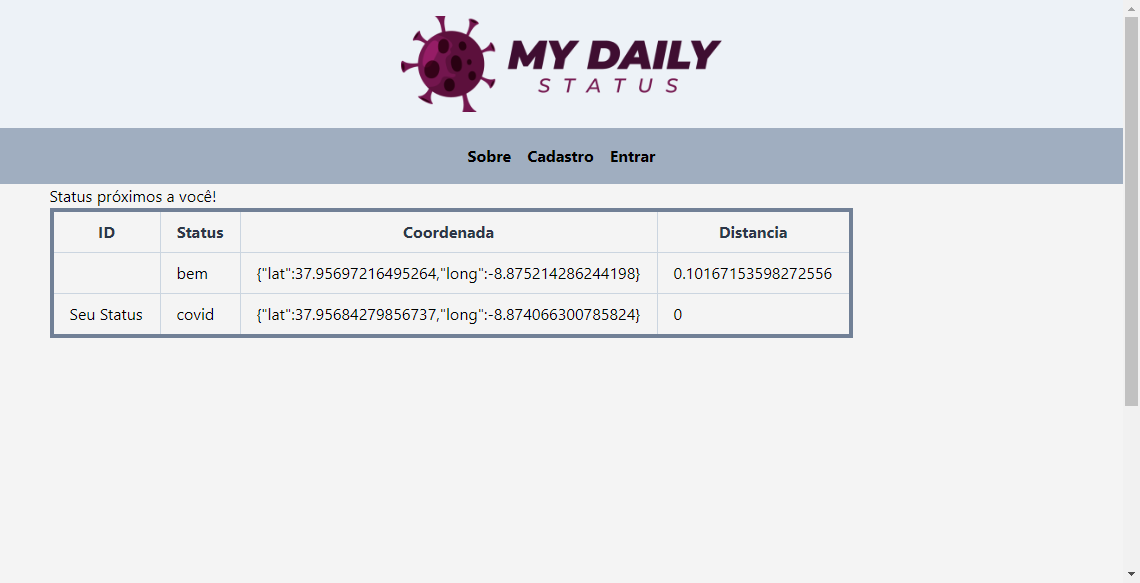 MY DAILY
STATUS
Sobre Cadastro Entrar
Status próximos a você!
ID Status Coordenada Distancia
bem {"lat":37.95697216495264,"long":-8.875214286244198} 0.10167153598272556
Seu Status covid {"lat":37.95684279856737,"long":-8.874066300785824} 0